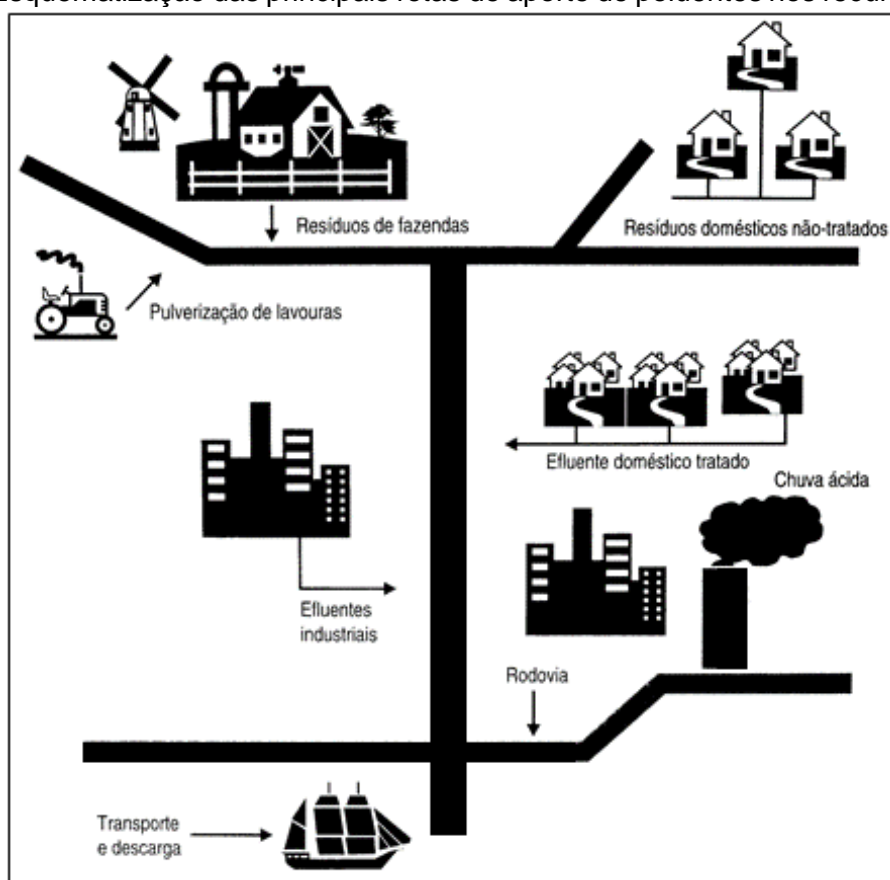 Resíduos de fazendas
Resíduos domésticos não-tratados
Pulverização de lavouras
Efluente doméstico tratado
Chuva ácida
Efluentes
industriais
Rodovia
Transporte
e descarga